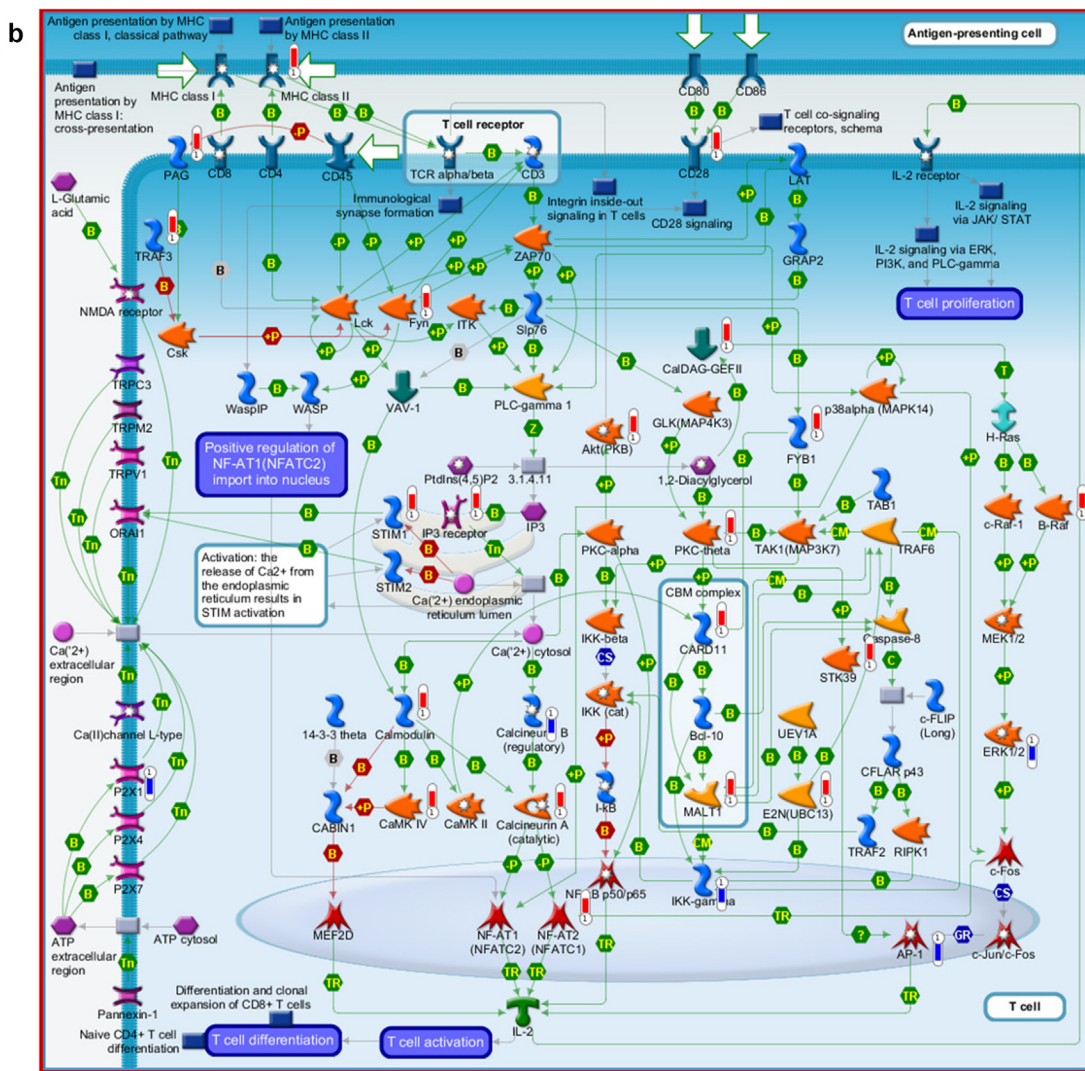 b
Antigen presentation by MHC
class I, classical pathway
Antigen presentation
by MHC class II
Antigen-presenting cell
Antigen
presentation by
MHC class I:
cross-presentation
MHC class I
MHC class II
CD80
CD86
T cell co-signaling
receptors, schema
T cell receptor
PAG
CD8
CD4
CD45
TCR alpha/beta
CD3
CD28
LAT
IL-2 receptor
L-Glutamic
acid
Immunological
synapse formation
Integrin inside-out
signaling in T cells
CD28 signaling
IL-2 signaling
via JAK/ STAT
TRAF3
ZAP70
GRAP2
IL-2 signaling via ERK,
PI3K, and PLC-gamma
T cell proliferation
NMDA receptor
Csk
Lck
Fyn
ITK
Slp76
CalDAG-GEFII
TRPC3
WaspIP
WASP
VAV-1
PLC-gamma 1
GLK(MAP4K3)
p38alpha (MAPK14)
H-Ras
TRPM2
Positive regulation of
NF-AT1(NFATC2)
import into nucleus
Akt(PKB)
FYB1
TRPV1
PtdIns(4,5)P2
3.1.4.11
1,2-Diacylglycerol
TAB1
c-Raf-1
B-Raf
ORAI1
STIM1
IP3 receptor
IP3
PKC-alpha
PKC-theta
TAK1(MAP3K7)
TRAF6
Activation: the
release of Ca2+ from
the endoplasmic
reticulum results in
STIM activation
STIM2
Ca('2+) endoplasmic
reticulum lumen
CBM complex
Ca('2+)
extracellular
region
Ca('2+) cytosol
IKK-beta
CARD11
Caspase-8
MEK1/2
STK39
IKK (cat)
Ca(II)channel L-type
14-3-3 theta
Calmodulin
Calcineurin B
(regulatory)
Bcl-10
UEV1A
c-FLIP
(Long)
ERK1/2
P2X1
CFLAR p43
I-kB
CABIN1
CaMK IV
CaMK II
Calcineurin A
(catalytic)
MALT1
E2N(UBC13)
P2X4
TRAF2
RIPK1
c-Fos
P2X7
NF-kB p50/p65
IKK-gamma
ATP
extracellular
region
ATP cytosol
MEF2D
NF-AT1
(NFATC2)
NF-AT2
(NFATC1)
AP-1
c-Jun/c-Fos
Pannexin-1
Differentiation and clonal
expansion of CD8+ T cells
Naive CD4+ T cell
differentiation
T cell differentiation
T cell activation
IL-2
T cell